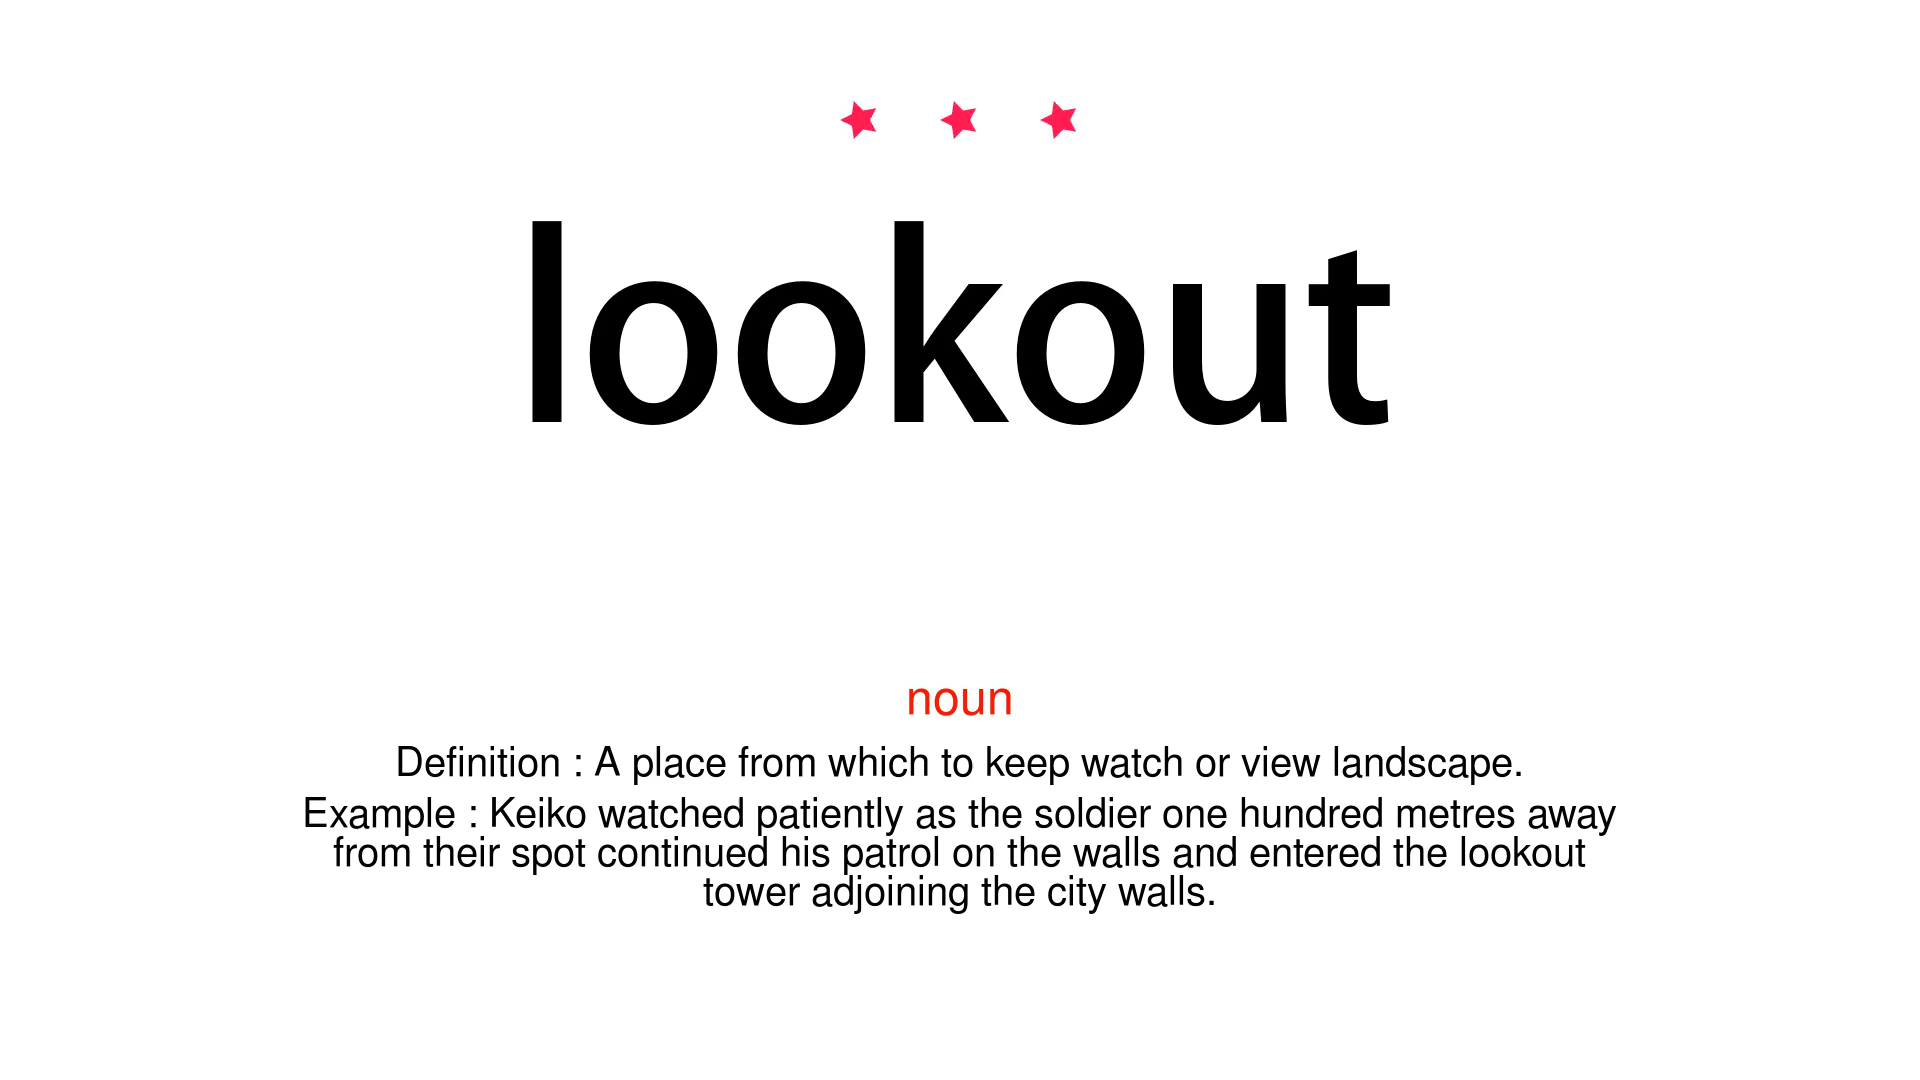 lookout
noun
Definition : A place from which to keep watch or view landscape.
Example : Keiko watched patiently as the soldier one hundred metres away
from their spot continued his patrol on the walls and entered the lookout
tower adjoining the city walls.